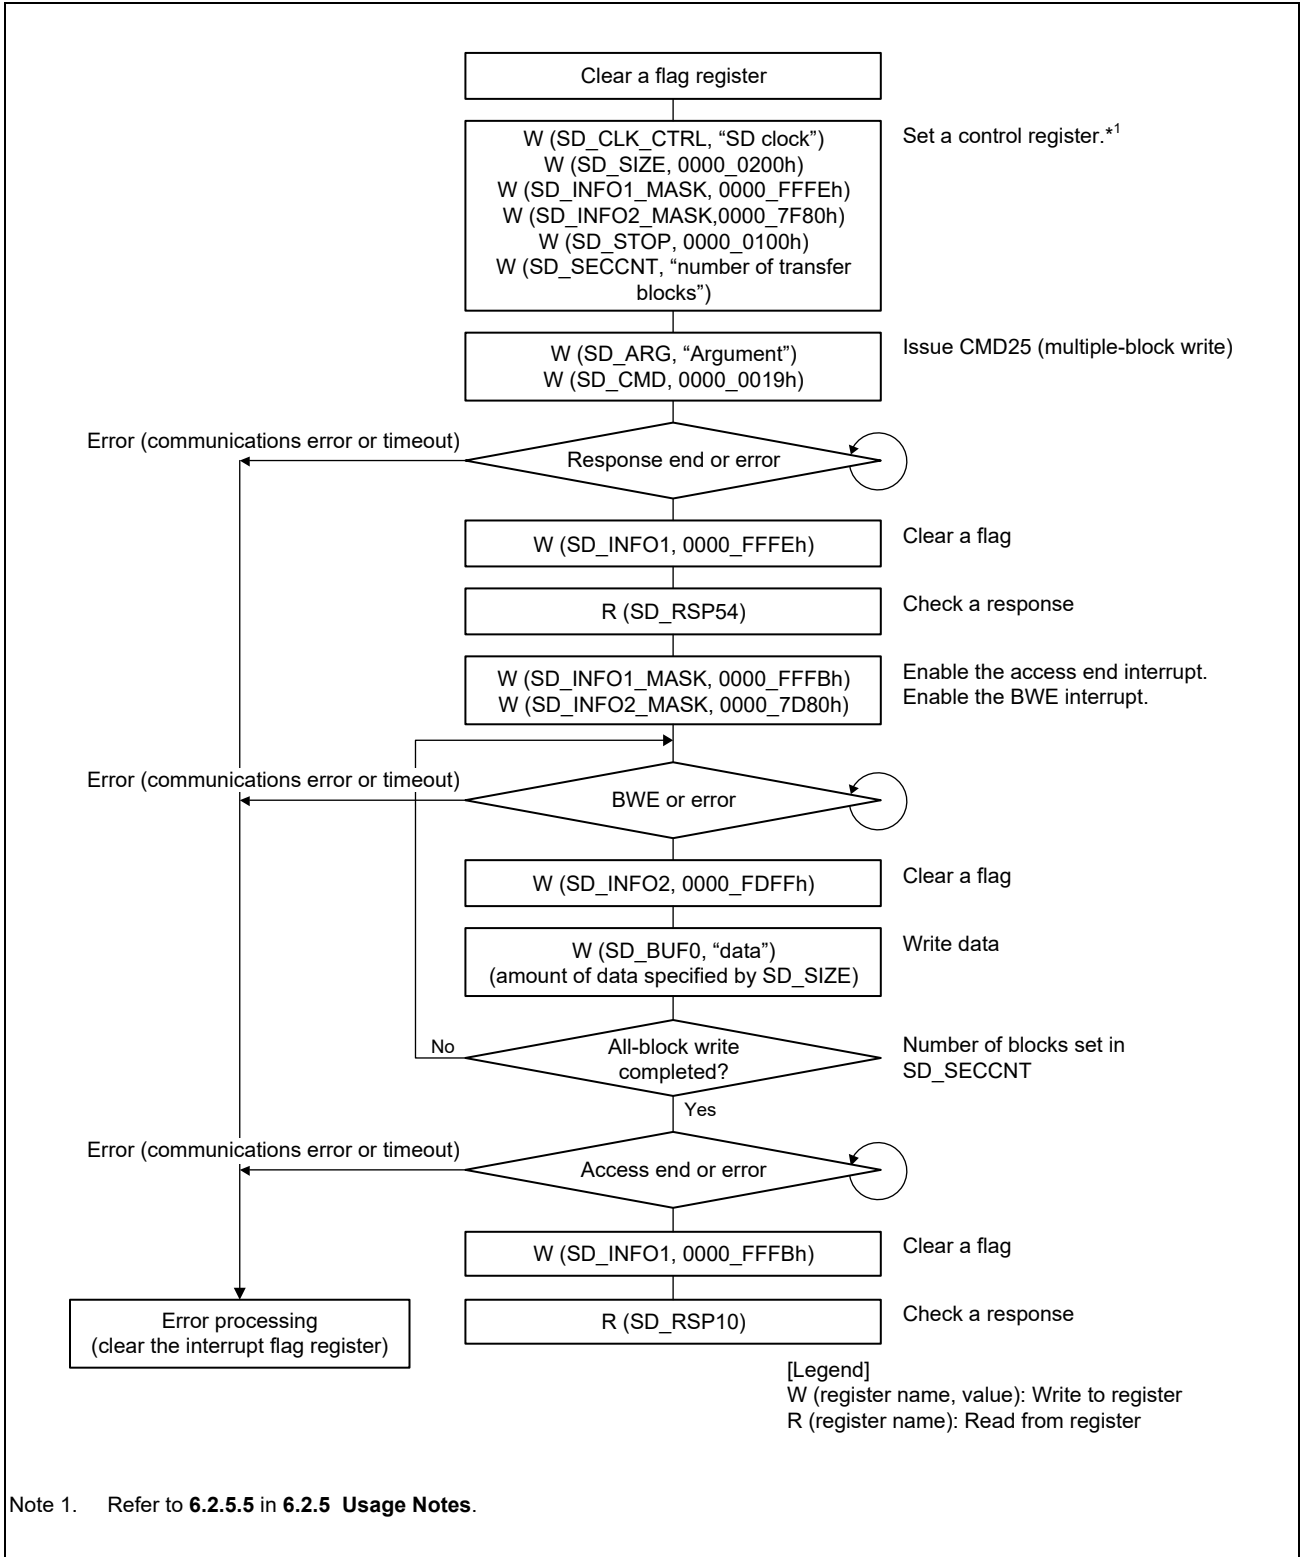 Clear a flag register
W (SD_CLK_CTRL, “SD clock”)
W (SD_SIZE, 0000_0200h)
W (SD_INFO1_MASK, 0000_FFFEh)
W (SD_INFO2_MASK,0000_7F80h)
W (SD_STOP, 0000_0100h)
W (SD_SECCNT, “number of transfer
blocks”)
Set a control register.*1
W (SD_ARG, “Argument”)
W (SD_CMD, 0000_0019h)
Issue CMD25 (multiple-block write)
Error (communications error or timeout)
Response end or error
W (SD_INFO1, 0000_FFFEh)
Clear a flag
R (SD_RSP54)
Check a response
W (SD_INFO1_MASK, 0000_FFFBh)
W (SD_INFO2_MASK, 0000_7D80h)
Enable the access end interrupt.
Enable the BWE interrupt.
Error (communications error or timeout)
BWE or error
W (SD_INFO2, 0000_FDFFh)
Clear a flag
W (SD_BUF0, “data”)
(amount of data specified by SD_SIZE)
Write data
No
All-block write
completed?
Number of blocks set in
SD_SECCNT
Yes
Error (communications error or timeout)
Access end or error
W (SD_INFO1, 0000_FFFBh)
Clear a flag
Error processing
(clear the interrupt flag register)
R (SD_RSP10)
Check a response
[Legend]
W (register name, value): Write to register
R (register name): Read from register
Note 1. Refer to 6.2.5.5 in 6.2.5 Usage Notes.